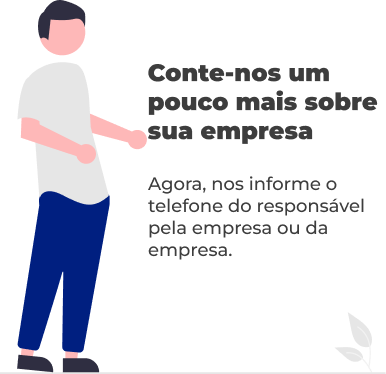 Conte-nos um
pouco mais sobre
sua empresa
Agora, nos informe o
telefone do responsável
pela empresa ou da
empresa.